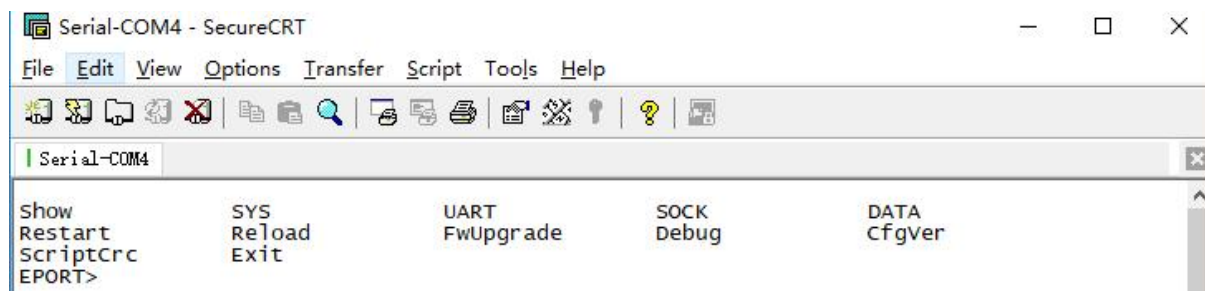 Serial-COM4 - SecureCRT
File Edit View Options Transfer Script Tools Help
Serial-COM4
Show SYS UART SOCK DATA
Restart Reload FwUpgrade Debug CfgVer
ScriptCrc Exit
EPORT>